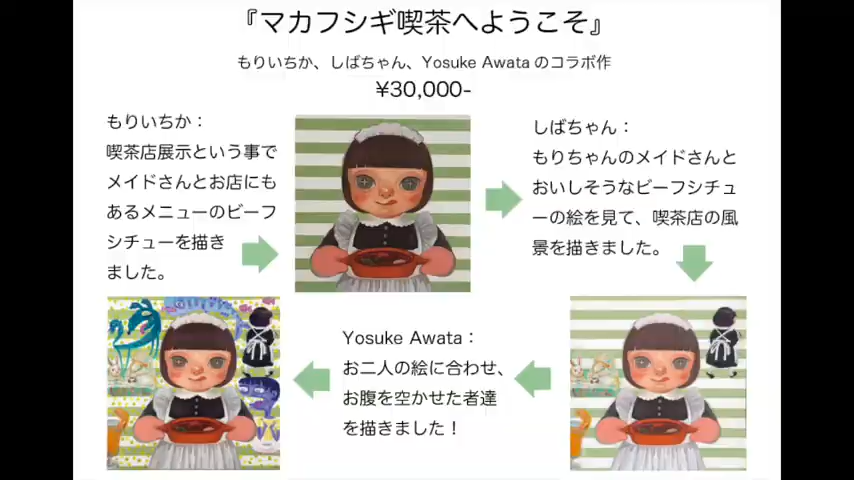 『マカフシギ喫茶へようこそ』
もりいちか、しばちゃん、Yosuke Awata のコラボ作
¥30,000-
もりいちか：
喫茶店展示という事で
メイドさんとお店にも
あるメニューのビーフ
シチューを描き
ました。
しばちゃん：
もりちゃんのメイドさんと
おいしそうなビーフシチュ
ーの絵を見て、喫茶店の風
景を描きました。
Yosuke Awata：
お二人の絵に合わせ、
お腹を空かせた者達
を描きました！